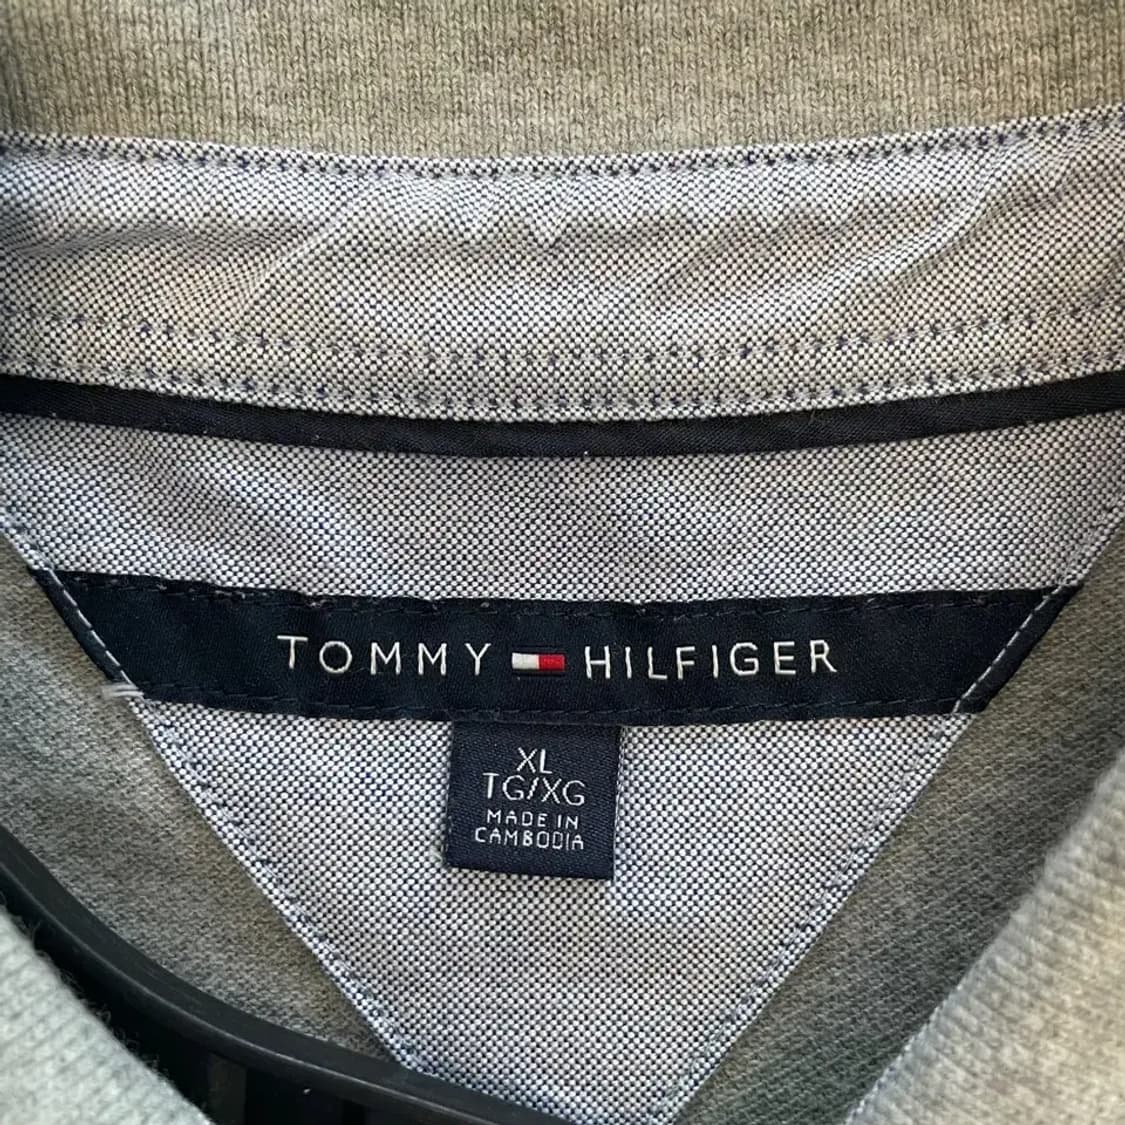 TOMMY HILFIGER
XL
TG/XG
MADE IN
CAMBODIA